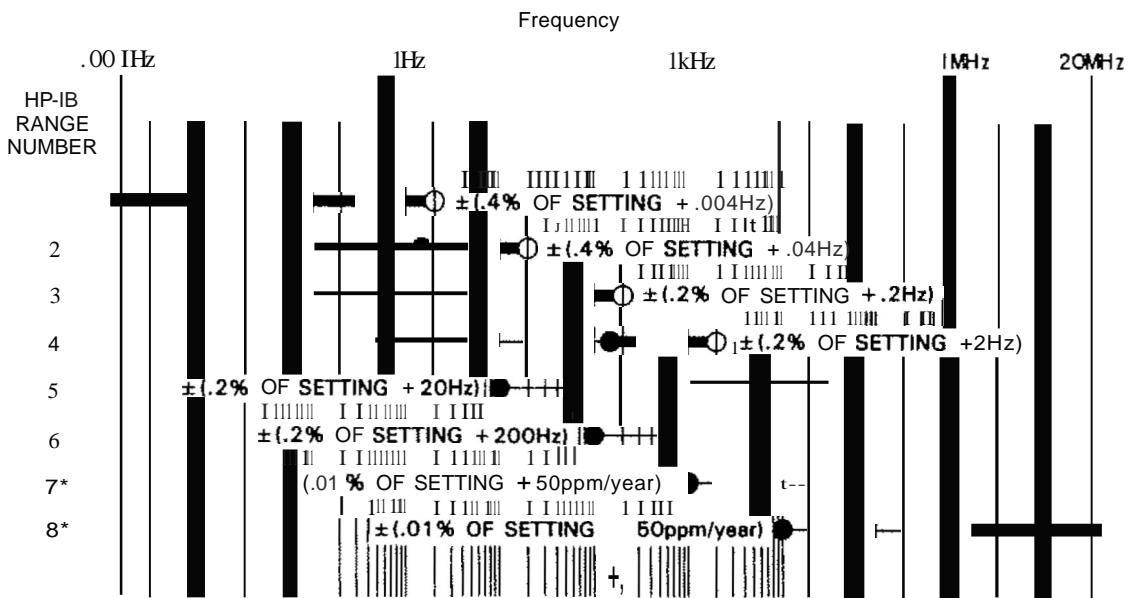 Frequency
.00 IHz 1Hz 1kHz 1MHz 20MHz
HP-IB
RANGE
NUMBER
±(.4% OF SETTING + .004Hz)
2 ±(.4% OF SETTING + .04Hz)
3 ±(.2% OF SETTING + .2Hz)
4 ±(.2% OF SETTING +2Hz)
±(.2% OF SETTING + 20Hz)
5
6 ±(.2% OF SETTING + 200Hz)
7* (.01 % OF SETTING + 50ppm/year)
8* ±(.01% OF SETTING 50ppm/year)